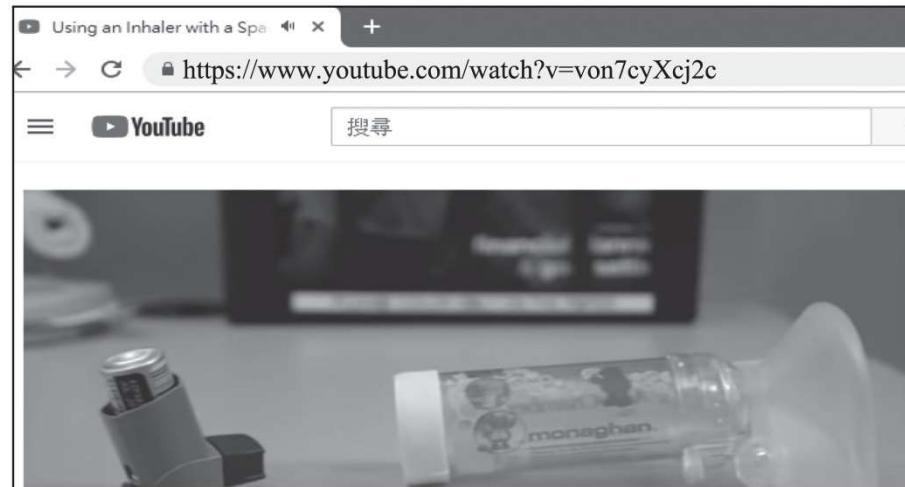 Using an Inhaler with a Spa
https://www.youtube.com/watch?v=von7cyXcj2c
YouTube
搜尋
monaghan